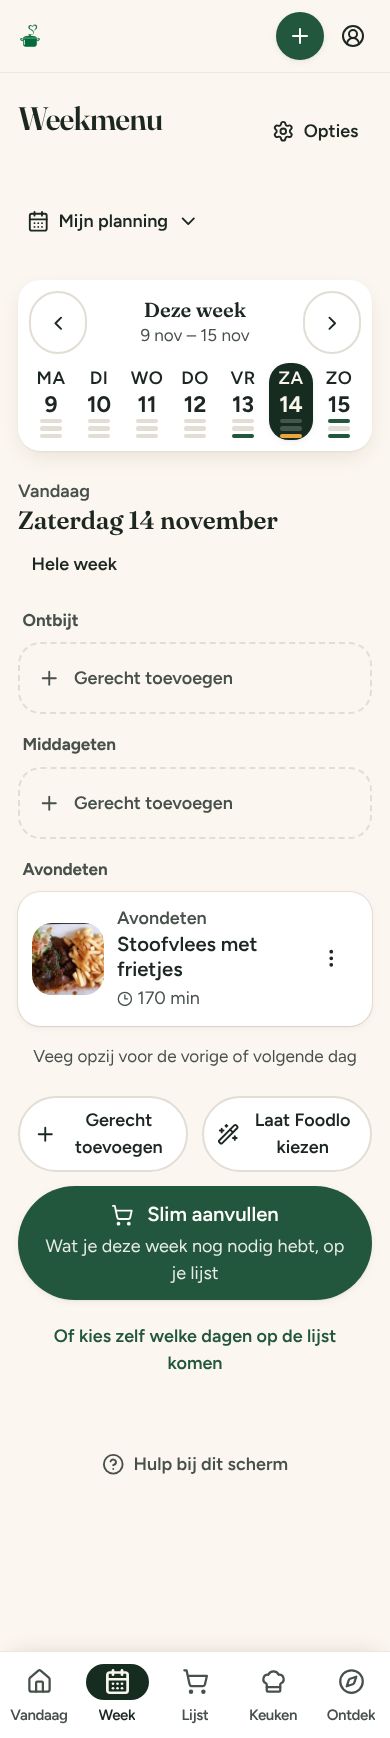 Weekmenu
Opties
Mijn planning
Deze week
9 nov – 15 nov
MA DI WO DO VR ZA ZO
9 10 11 12 13 14 15
Vandaag
Zaterdag 14 november
Hele week
Ontbijt
Gerecht toevoegen
Middageten
Gerecht toevoegen
Avondeten
Avondeten
Stoofvlees met
frietjes
170 min
Veeg opzij voor de vorige of volgende dag
Gerecht
toevoegen
Laat Foodlo
kiezen
Slim aanvullen
Wat je deze week nog nodig hebt, op
je lijst
Of kies zelf welke dagen op de lijst
komen
Hulp bij dit scherm
Vandaag Week Lijst Keuken Ontdek